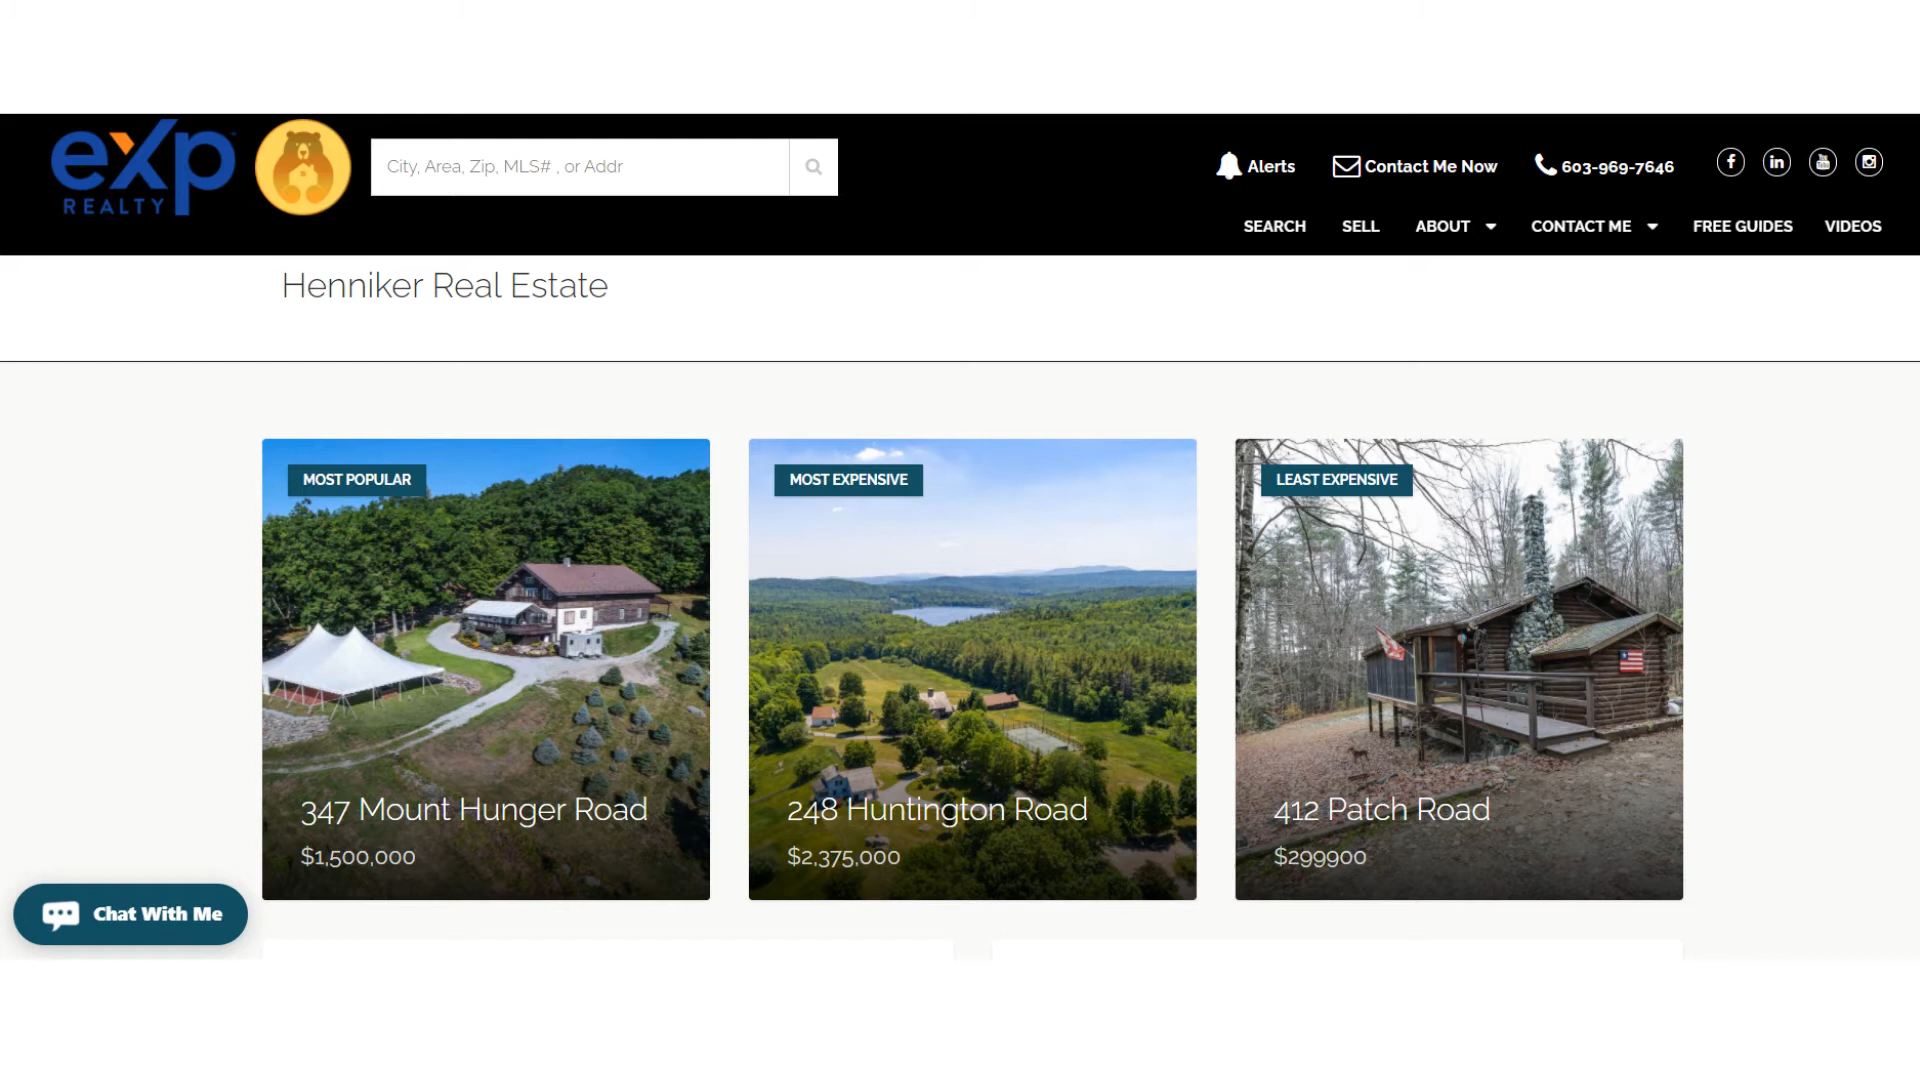 eXp
REALTY
City, Area, Zip, MLS# , or Addr
Alerts
Contact Me Now
603-969-7646
SEARCH
SELL
ABOUT
CONTACT ME
FREE GUIDES
VIDEOS
Henniker Real Estate
MOST POPULAR
347 Mount Hunger Road
$1,500,000
MOST EXPENSIVE
248 Huntington Road
$2,375,000
LEAST EXPENSIVE
412 Patch Road
$299900
Chat With Me